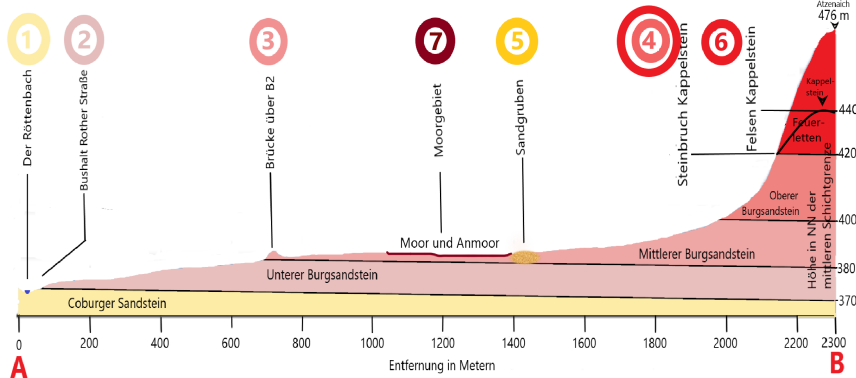 Atzenaich
476 m
1
2
3
7
5
4
6
Der Röttenbach
Bushalt Rother Straße
Brücke über B2
Moorgebiet
Sandgruben
Steinbruch Kappelstein
Felsen Kappelstein
Kappel-
stein
Feuer-
letten
440
420
Oberer
Burgsandstein
400
Moor und Anmoor
Mittlerer Burgsandstein
380
Unterer Burgsandstein
370
Coburger Sandstein
Höhe in NN der
mittleren Schichtgrenze
0 200 400 600 800 1000 1200 1400 1600 1800 2000 2200 2300
A
Entfernung in Metern
B